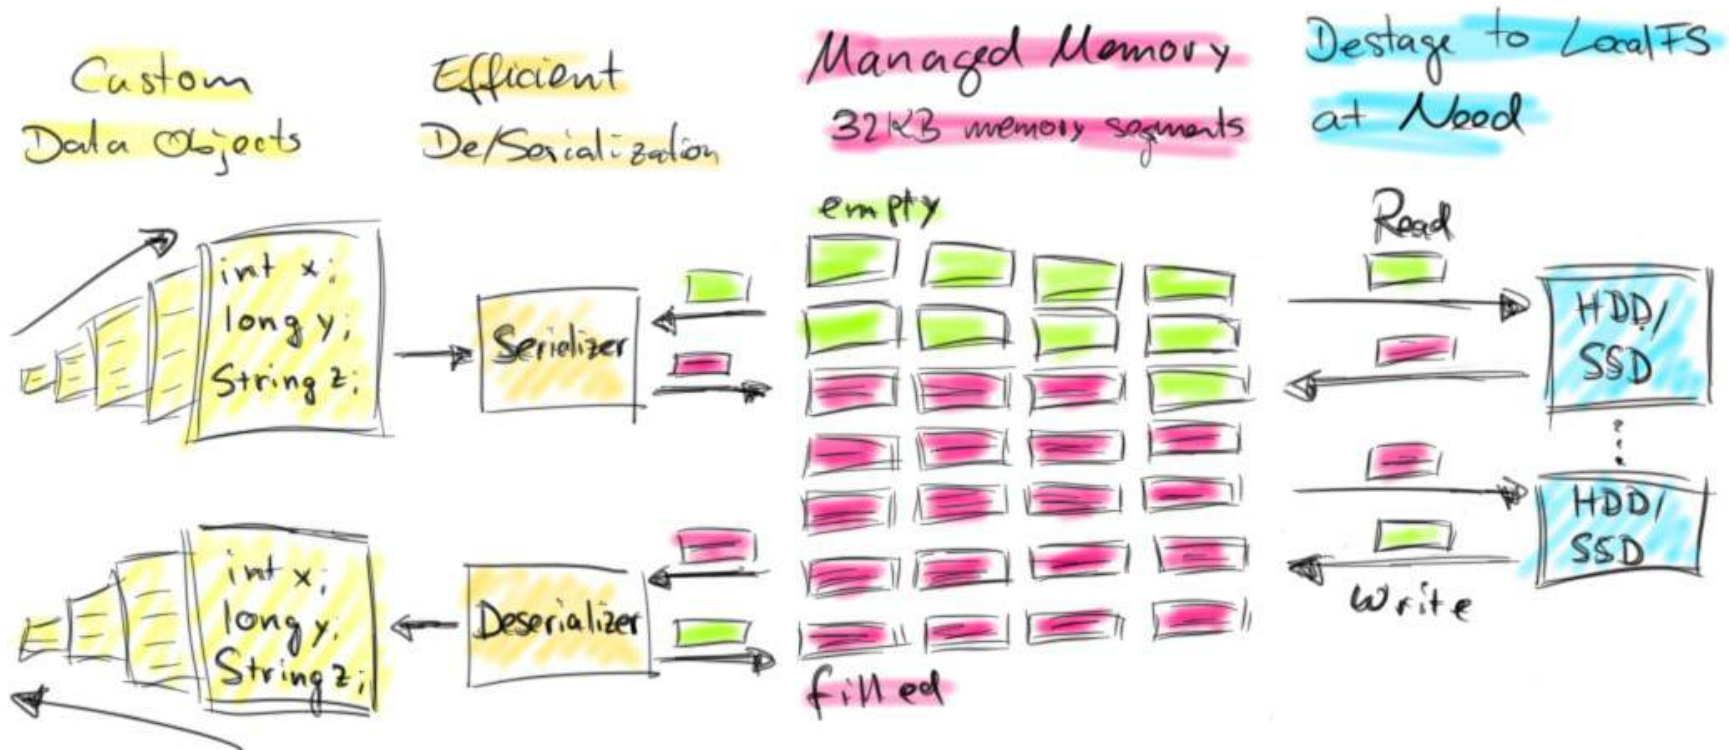 Custom
Data Objects
Efficient
De/Serialization
Managed Memory
32KB memory segments
Destage to LocalFS
at Need
empty
Read
int x;
long y;
String z;
Serializer
HDD/
SSD
HDD/
SSD
int x;
long y;
String z;
Deserializer
Write
filled